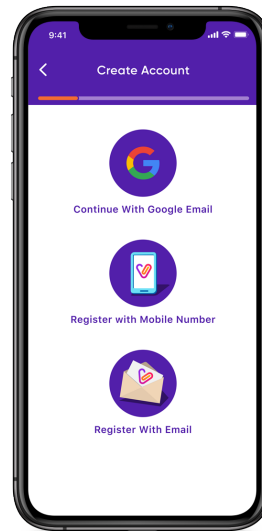 9:41
Create Account
Continue With Google Email
Register with Mobile Number
Register With Email